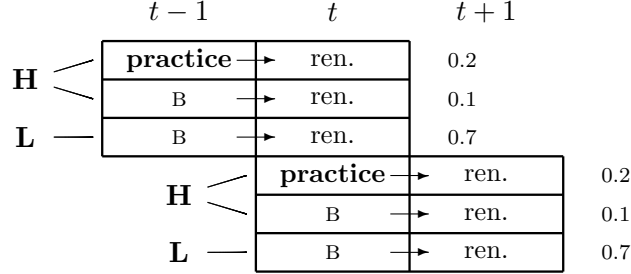 t − 1 t t + 1
H practice ren. 0.2
B ren. 0.1
L B ren. 0.7
H practice ren. 0.2
B ren. 0.1
L B ren. 0.7